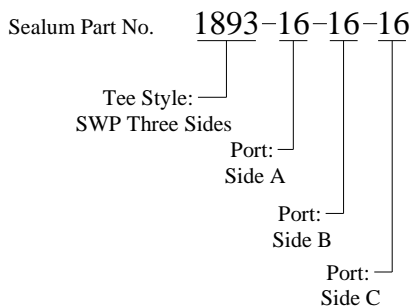 Sealum Part No. 1893-16-16-16
Tee Style:
SWP Three Sides
Port:
Side A
Port:
Side B
Port:
Side C